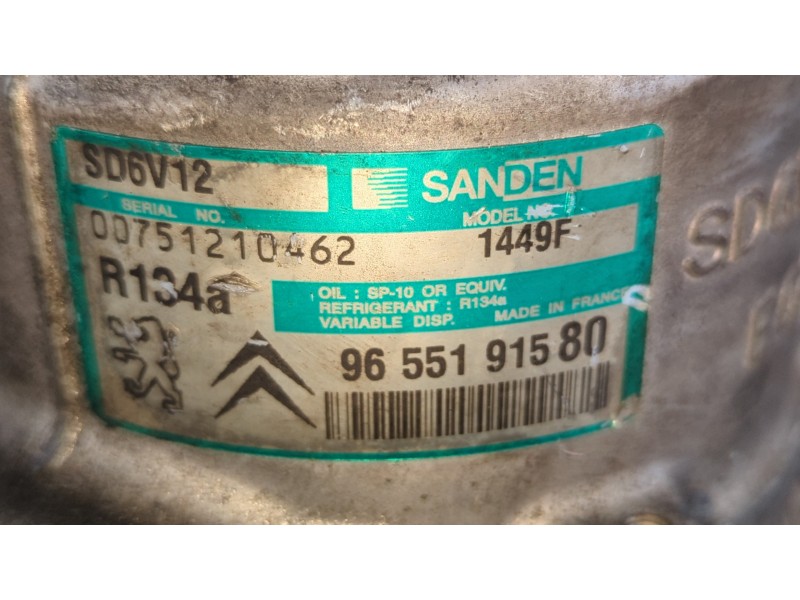 SD6V12
SANDEN
SERIAL NO.
MODEL NO.
00751210462
1449F
R134a
OIL : SP-10 OR EQUIV.
REFRIGERANT : R134a
VARIABLE DISP. MADE IN FRANCE
96 551 915 80
SD6